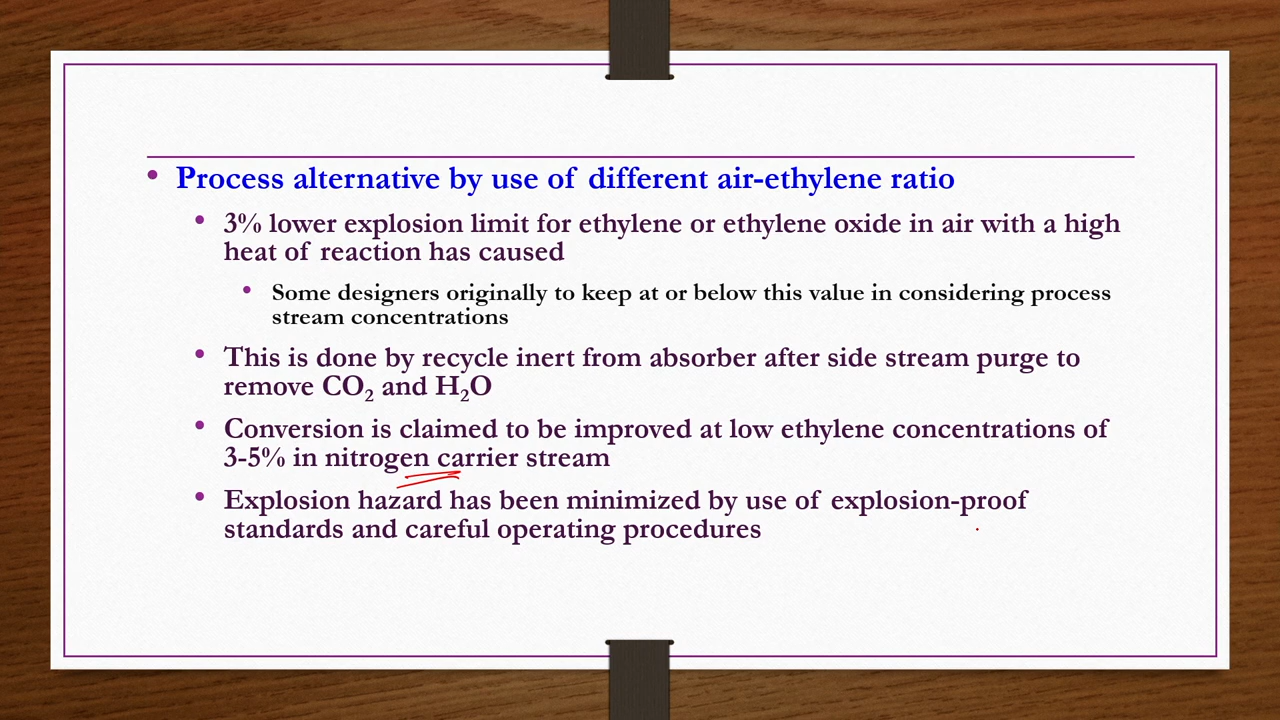 • Process alternative by use of different air-ethylene ratio
• 3% lower explosion limit for ethylene or ethylene oxide in air with a high
heat of reaction has caused
• Some designers originally to keep at or below this value in considering process
stream concentrations
• This is done by recycle inert from absorber after side stream purge to
remove CO₂ and H₂O
• Conversion is claimed to be improved at low ethylene concentrations of
3-5% in nitrogen carrier stream
• Explosion hazard has been minimized by use of explosion-proof
standards and careful operating procedures